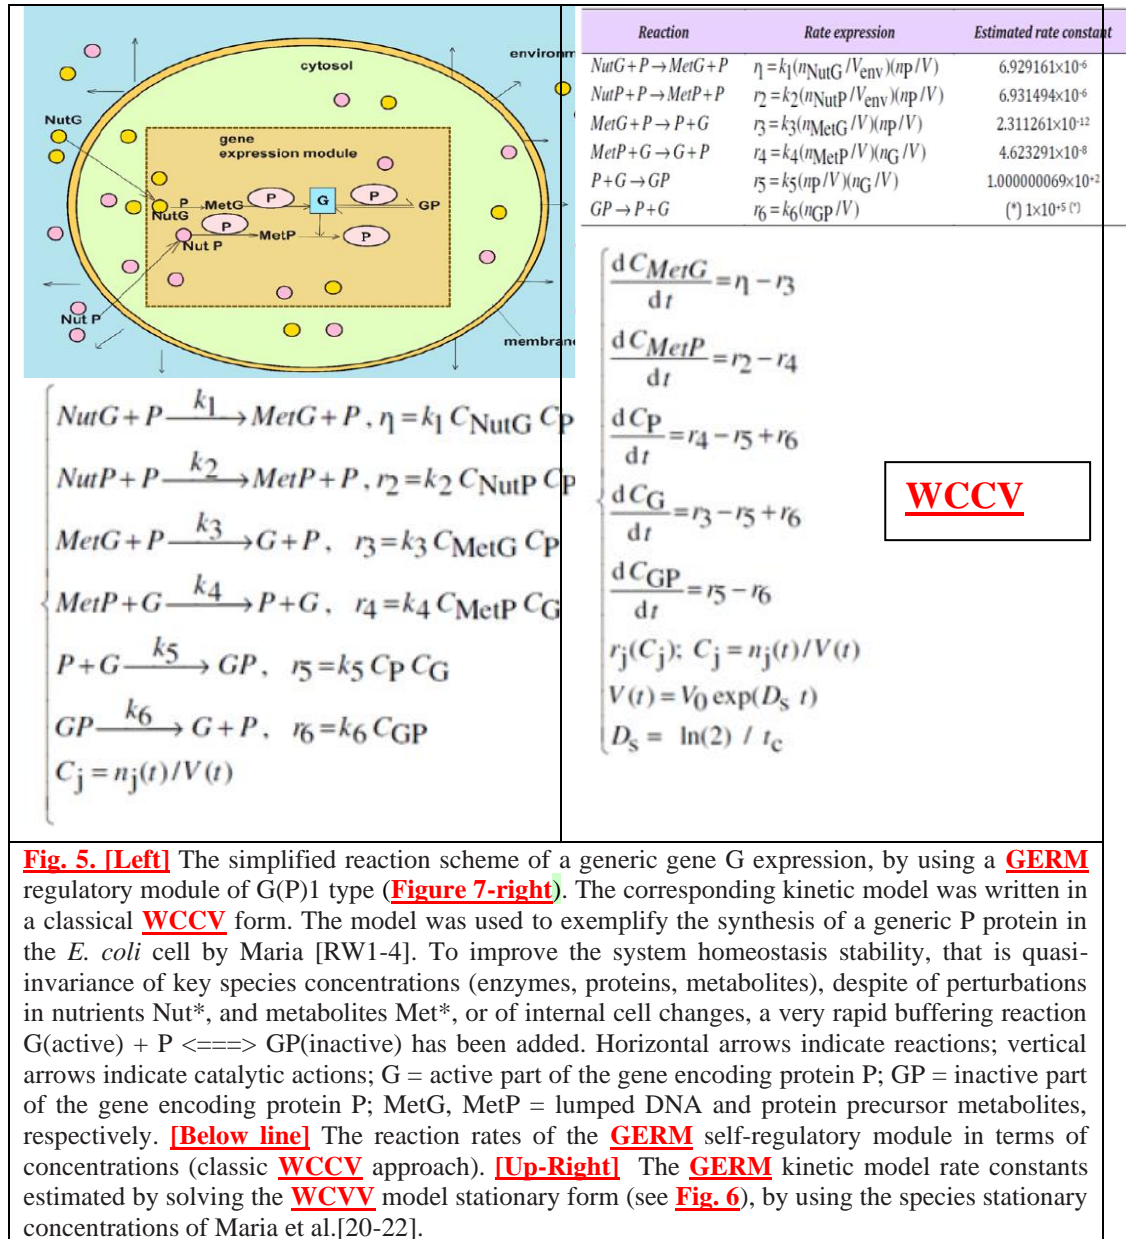 environm
cytosol
NutG
gene
expression module
P
P
NutG
P
MetG
G
GP
P
Nut P
MetP
P
Nut P
membran
NutG + P —k1→ MetG + P , r1 = k1 CNutG CP
NutP + P —k2→ MetP + P , r2 = k2 CNutP CP
MetG + P —k3→ G + P , r3 = k3 CMetG CP
MetP + G —k4→ P + G , r4 = k4 CMetP CG
P + G —k5→ GP , r5 = k5 CP CG
GP —k6→ G + P , r6 = k6 CGP
Cj = nj(t)/V(t)
Reaction Rate expression Estimated rate constant
NutG+P→MetG+P r1=k1(nNutG/Venv)(nP/V) 6.929161×10-6
NutP+P→MetP+P r2=k2(nNutP/Venv)(nP/V) 6.931494×10-6
MetG+P→P+G r3=k3(nMetG/V)(nP/V) 2.311261×10-12
MetP+G→G+P r4=k4(nMetP/V)(nG/V) 4.623291×10-8
P+G→GP r5=k5(nP/V)(nG/V) 1.000000069×10+2
GP→P+G r6=k6(nGP/V) (*) 1×10+5 (*)
dCMetG/dt = r1 − r3
dCMetP/dt = r2 − r4
dCP/dt = r4 − r5 + r6
dCG/dt = r3 − r5 + r6
dCGP/dt = r5 − r6
rj(Cj); Cj = nj(t)/V(t)
V(t) = V0 exp(Ds t)
Ds = ln(2) / tc
WCCV
Fig. 5. [Left] The simplified reaction scheme of a generic gene G expression, by using a GERM
regulatory module of G(P)1 type (Figure 7-right). The corresponding kinetic model was written in
a classical WCCV form. The model was used to exemplify the synthesis of a generic P protein in
the E. coli cell by Maria [RW1-4]. To improve the system homeostasis stability, that is quasi-
invariance of key species concentrations (enzymes, proteins, metabolites), despite of perturbations
in nutrients Nut*, and metabolites Met*, or of internal cell changes, a very rapid buffering reaction
G(active) + P <===> GP(inactive) has been added. Horizontal arrows indicate reactions; vertical
arrows indicate catalytic actions; G = active part of the gene encoding protein P; GP = inactive part
of the gene encoding protein P; MetG, MetP = lumped DNA and protein precursor metabolites,
respectively. [Below line] The reaction rates of the GERM self-regulatory module in terms of
concentrations (classic WCCV approach). [Up-Right] The GERM kinetic model rate constants
estimated by solving the WCVV model stationary form (see Fig. 6), by using the species stationary
concentrations of Maria et al.[20-22].